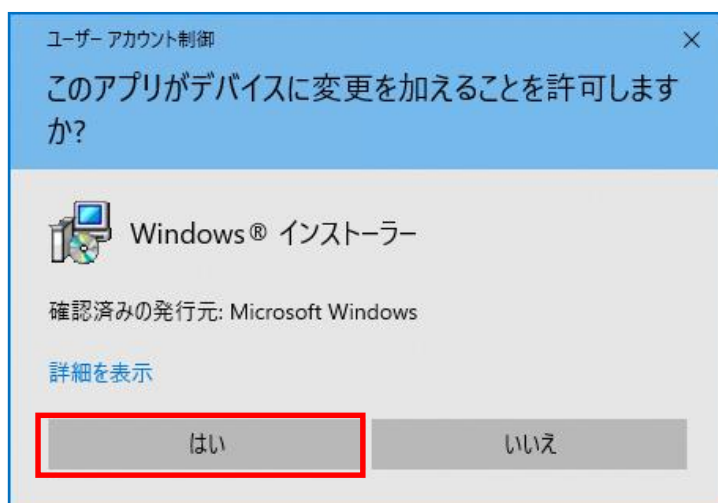 ユーザー アカウント制御
このアプリがデバイスに変更を加えることを許可します
か?
Windows® インストーラー
確認済みの発行元: Microsoft Windows
詳細を表示
はい
いいえ